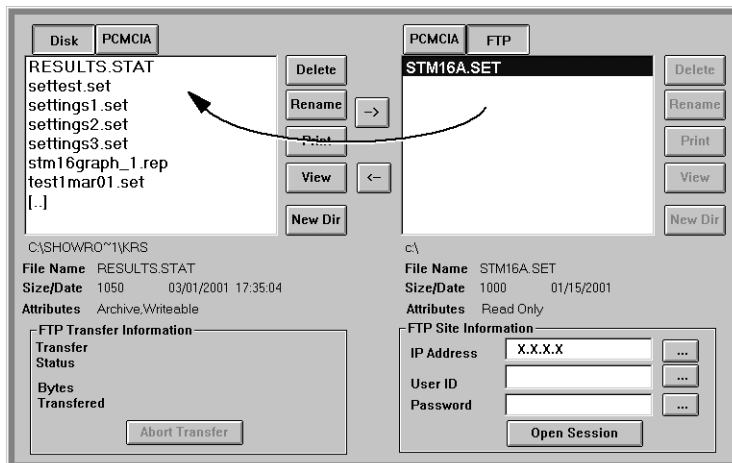 Disk PCMCIA
RESULTS.STAT
settest.set
settings1.set
settings2.set
settings3.set
stm16graph_1.rep
test1mar01.set
[..]
Delete
Rename
Print
View
New Dir
->
<-
C:\SHOWRO~1\KRS
File Name RESULTS.STAT
Size/Date 1050 03/01/2001 17:35:04
Attributes Archive,Writeable
FTP Transfer Information
Transfer
Status
Bytes
Transfered
Abort Transfer
PCMCIA FTP
STM16A.SET
Delete
Rename
Print
View
New Dir
c:\
File Name STM16A.SET
Size/Date 1000 01/15/2001
Attributes Read Only
FTP Site Information
IP Address X.X.X.X ...
User ID ...
Password ...
Open Session